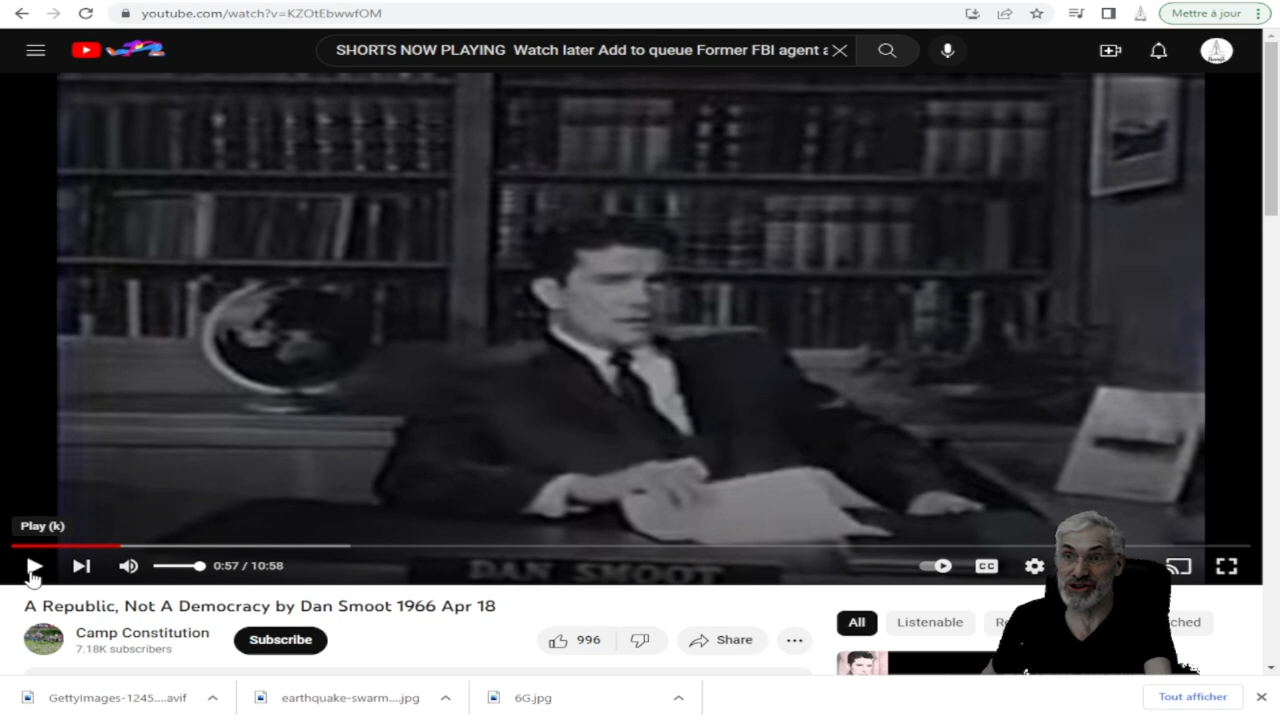 youtube.com/watch?v=KZOtEbwwfOM
Mettre à jour
SHORTS NOW PLAYING Watch later Add to queue Former FBI agent a
DAN SMOOT
Play (k)
0:57 / 10:58
CC
A Republic, Not A Democracy by Dan Smoot 1966 Apr 18
Camp Constitution
7.18K subscribers
Subscribe
996
Share
All
Listenable
GettyImages-1245....avif
earthquake-swarm....jpg
6G.jpg
Tout afficher